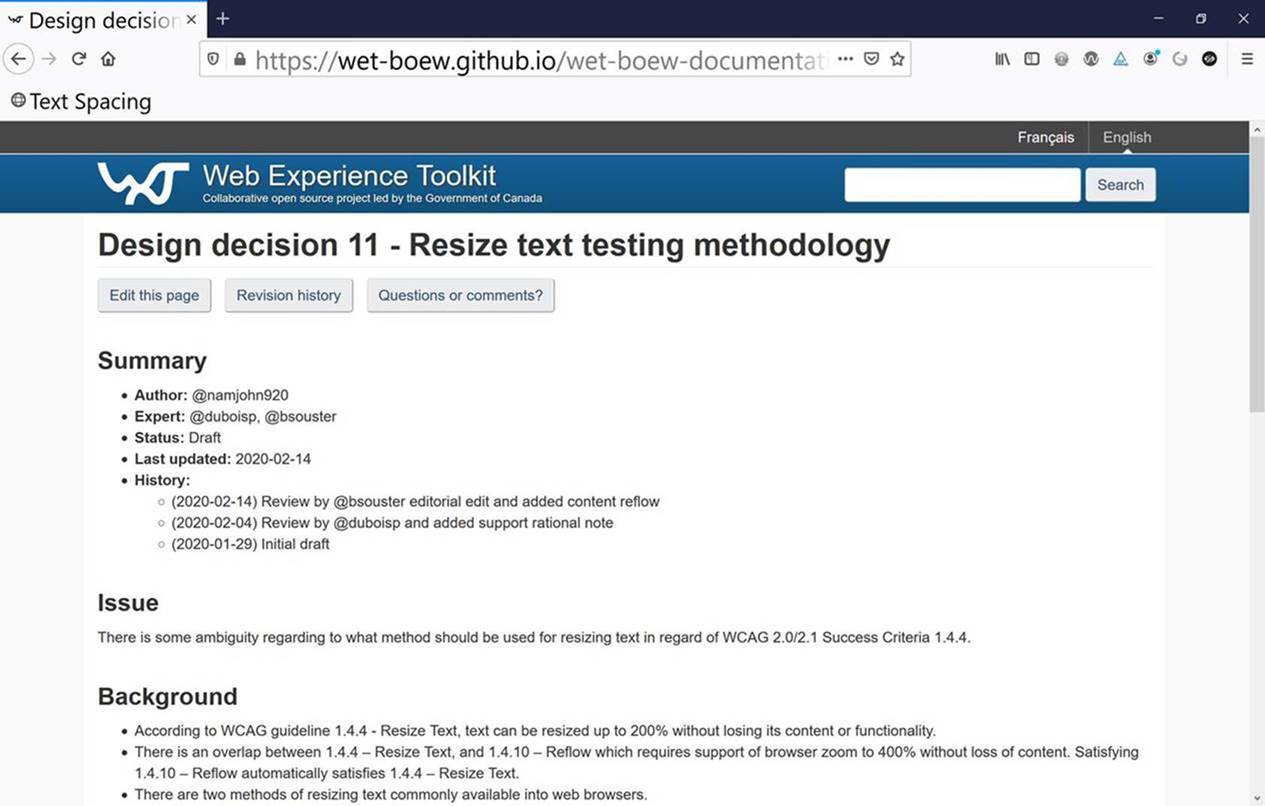 Design decision
Text Spacing
https://wet-boew.github.io/wet-boew-documentat
Français English
Web Experience Toolkit
Collaborative open source project led by the Government of Canada
Search
Design decision 11 - Resize text testing methodology
Edit this page Revision history Questions or comments?
Summary
• Author: @namjohn920
• Expert: @duboisp, @bsouster
• Status: Draft
• Last updated: 2020-02-14
• History:
○ (2020-02-14) Review by @bsouster editorial edit and added content reflow
○ (2020-02-04) Review by @duboisp and added support rational note
○ (2020-01-29) Initial draft
Issue
There is some ambiguity regarding to what method should be used for resizing text in regard of WCAG 2.0/2.1 Success Criteria 1.4.4.
Background
• According to WCAG guideline 1.4.4 - Resize Text, text can be resized up to 200% without losing its content or functionality.
• There is an overlap between 1.4.4 – Resize Text, and 1.4.10 – Reflow which requires support of browser zoom to 400% without loss of content. Satisfying
1.4.10 – Reflow automatically satisfies 1.4.4 – Resize Text.
• There are two methods of resizing text commonly available into web browsers.